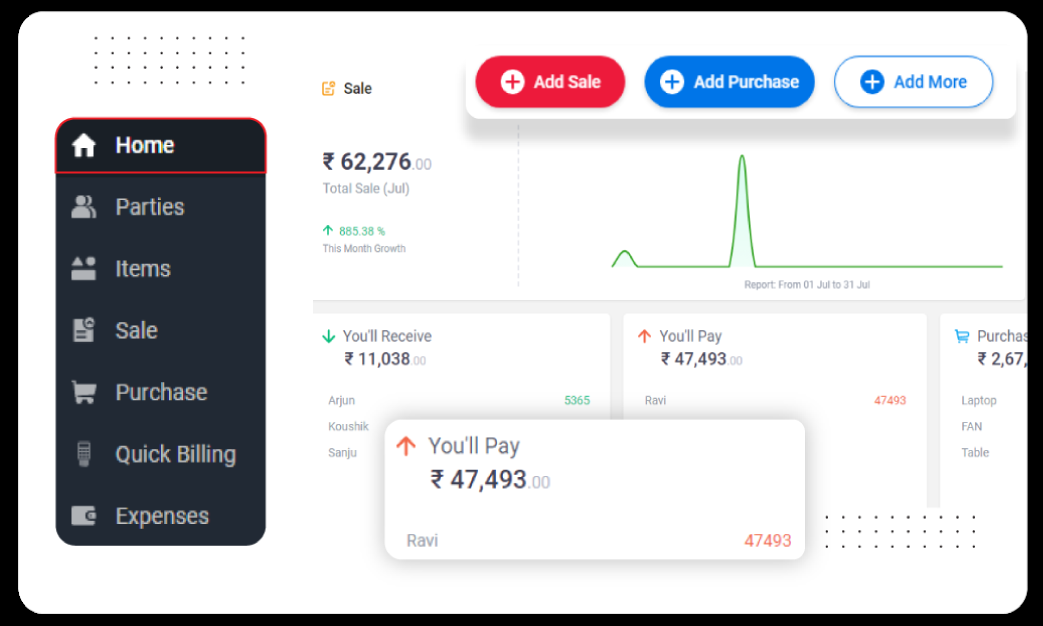 Add Sale
Add Purchase
Add More
Sale
Home
Parties
Items
Sale
Purchase
Quick Billing
Expenses
₹ 62,276.00
Total Sale (Jul)
885.38 %
This Month Growth
Report: From 01 Jul to 31 Jul
You'll Receive
₹ 11,038.00
Arjun 5365
Koushik
Sanju
You'll Pay
₹ 47,493.00
Ravi 47493
₹ 2,67,
Laptop
FAN
Table
You'll Pay
₹ 47,493.00
Ravi 47493